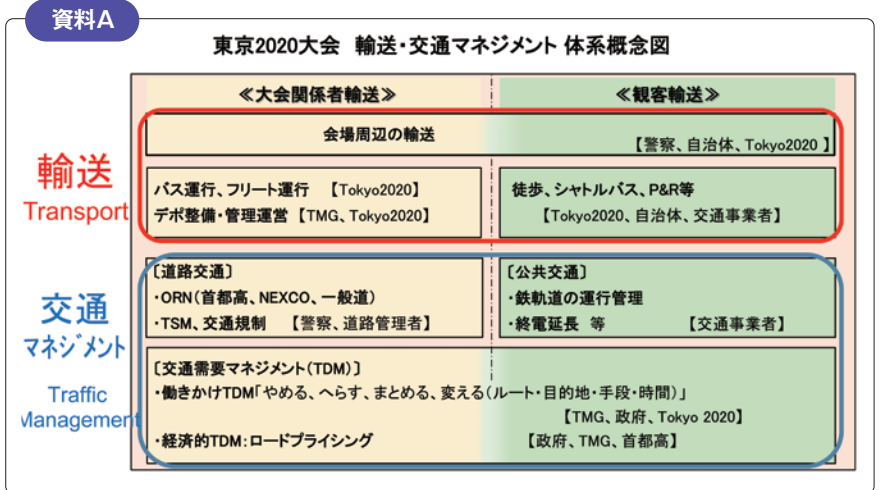 資料A
東京2020大会 輸送・交通マネジメント 体系概念図
≪大会関係者輸送≫
≪観客輸送≫
輸送
Transport
会場周辺の輸送
【警察、自治体、Tokyo2020 】
バス運行、フリート運行 【Tokyo2020】
デポ整備・管理運営【TMG、Tokyo2020】
徒歩、シャトルバス、P&R等
【Tokyo2020、自治体、交通事業者】
交通
マネジメント
Traffic
Management
〔道路交通〕
・ORN(首都高、NEXCO、一般道)
・TSM、交通規制 【警察、道路管理者】
〔公共交通〕
・鉄軌道の運行管理
・終電延長 等 【交通事業者】
〔交通需要マネジメント(TDM)〕
・働きかけTDM「やめる、へらす、まとめる、変える(ルート・目的地・手段・時間)」
【TMG、政府、Tokyo 2020】
・経済的TDM:ロードプライシング 【政府、TMG、首都高】